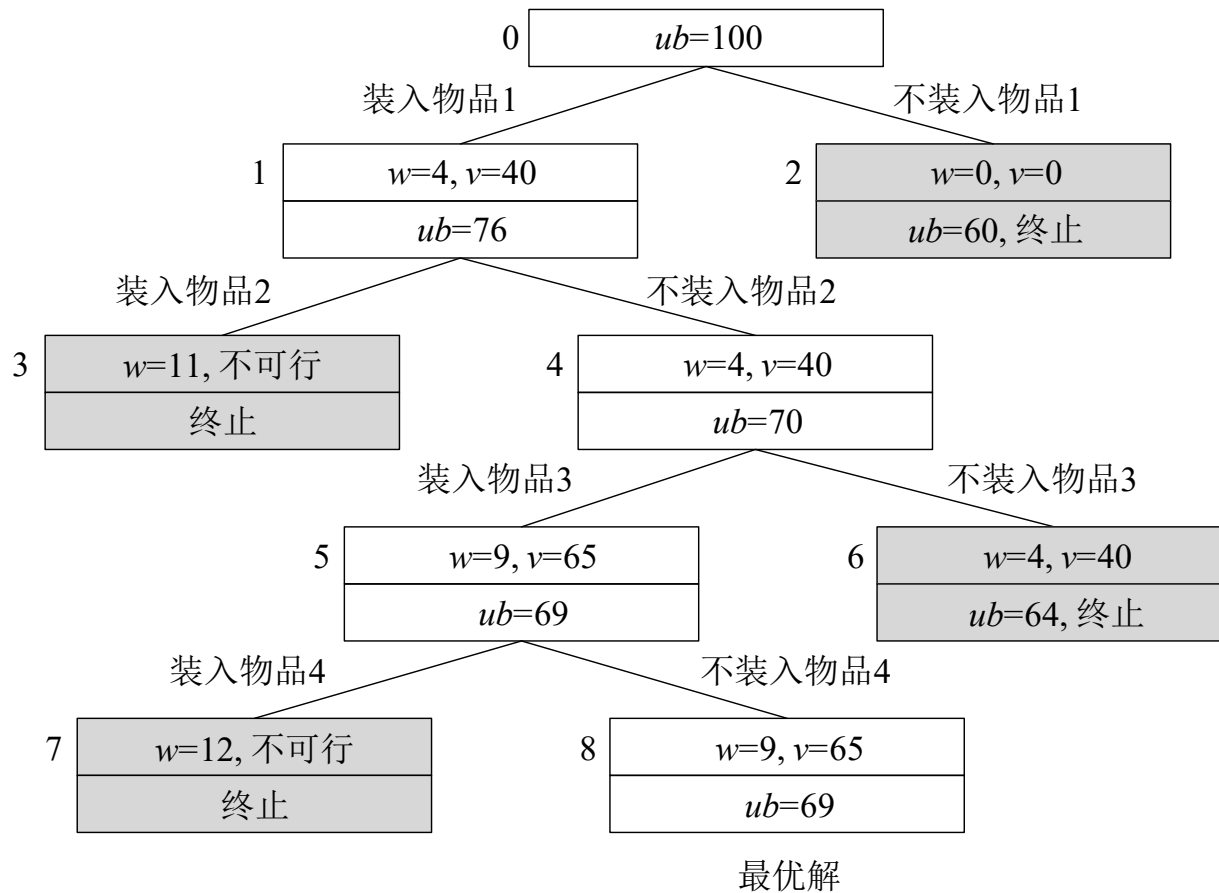 0
ub=100
装入物品1
不装入物品1
1
w=4, v=40
ub=76
2
w=0, v=0
ub=60, 终止
装入物品2
不装入物品2
3
w=11, 不可行
终止
4
w=4, v=40
ub=70
装入物品3
不装入物品3
5
w=9, v=65
ub=69
6
w=4, v=40
ub=64, 终止
装入物品4
不装入物品4
7
w=12, 不可行
终止
8
w=9, v=65
ub=69
最优解